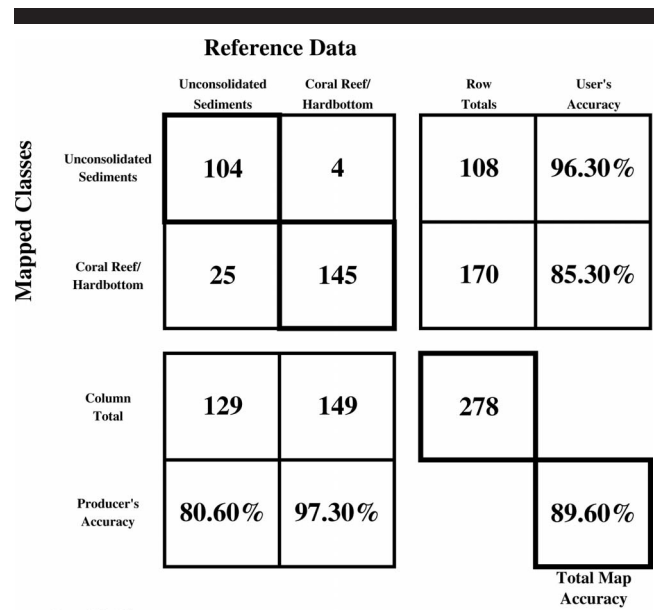 Reference Data
Unconsolidated Sediments
Coral Reef/ Hardbottom
Row Totals
User's Accuracy
Mapped Classes
Unconsolidated Sediments
104
4
108
96.30%
Coral Reef/ Hardbottom
25
145
170
85.30%
Column Total
129
149
278
Producer's Accuracy
80.60%
97.30%
89.60%
Total Map Accuracy